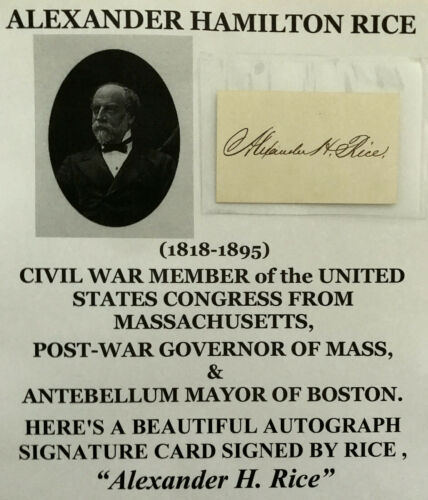 ALEXANDER HAMILTON RICE
Alexander H. Rice.
(1818-1895)
CIVIL WAR MEMBER of the UNITED
STATES CONGRESS FROM
MASSACHUSETTS,
POST-WAR GOVERNOR OF MASS,
&
ANTEBELLUM MAYOR OF BOSTON.
HERE'S A BEAUTIFUL AUTOGRAPH
SIGNATURE CARD SIGNED BY RICE ,
“Alexander H. Rice”